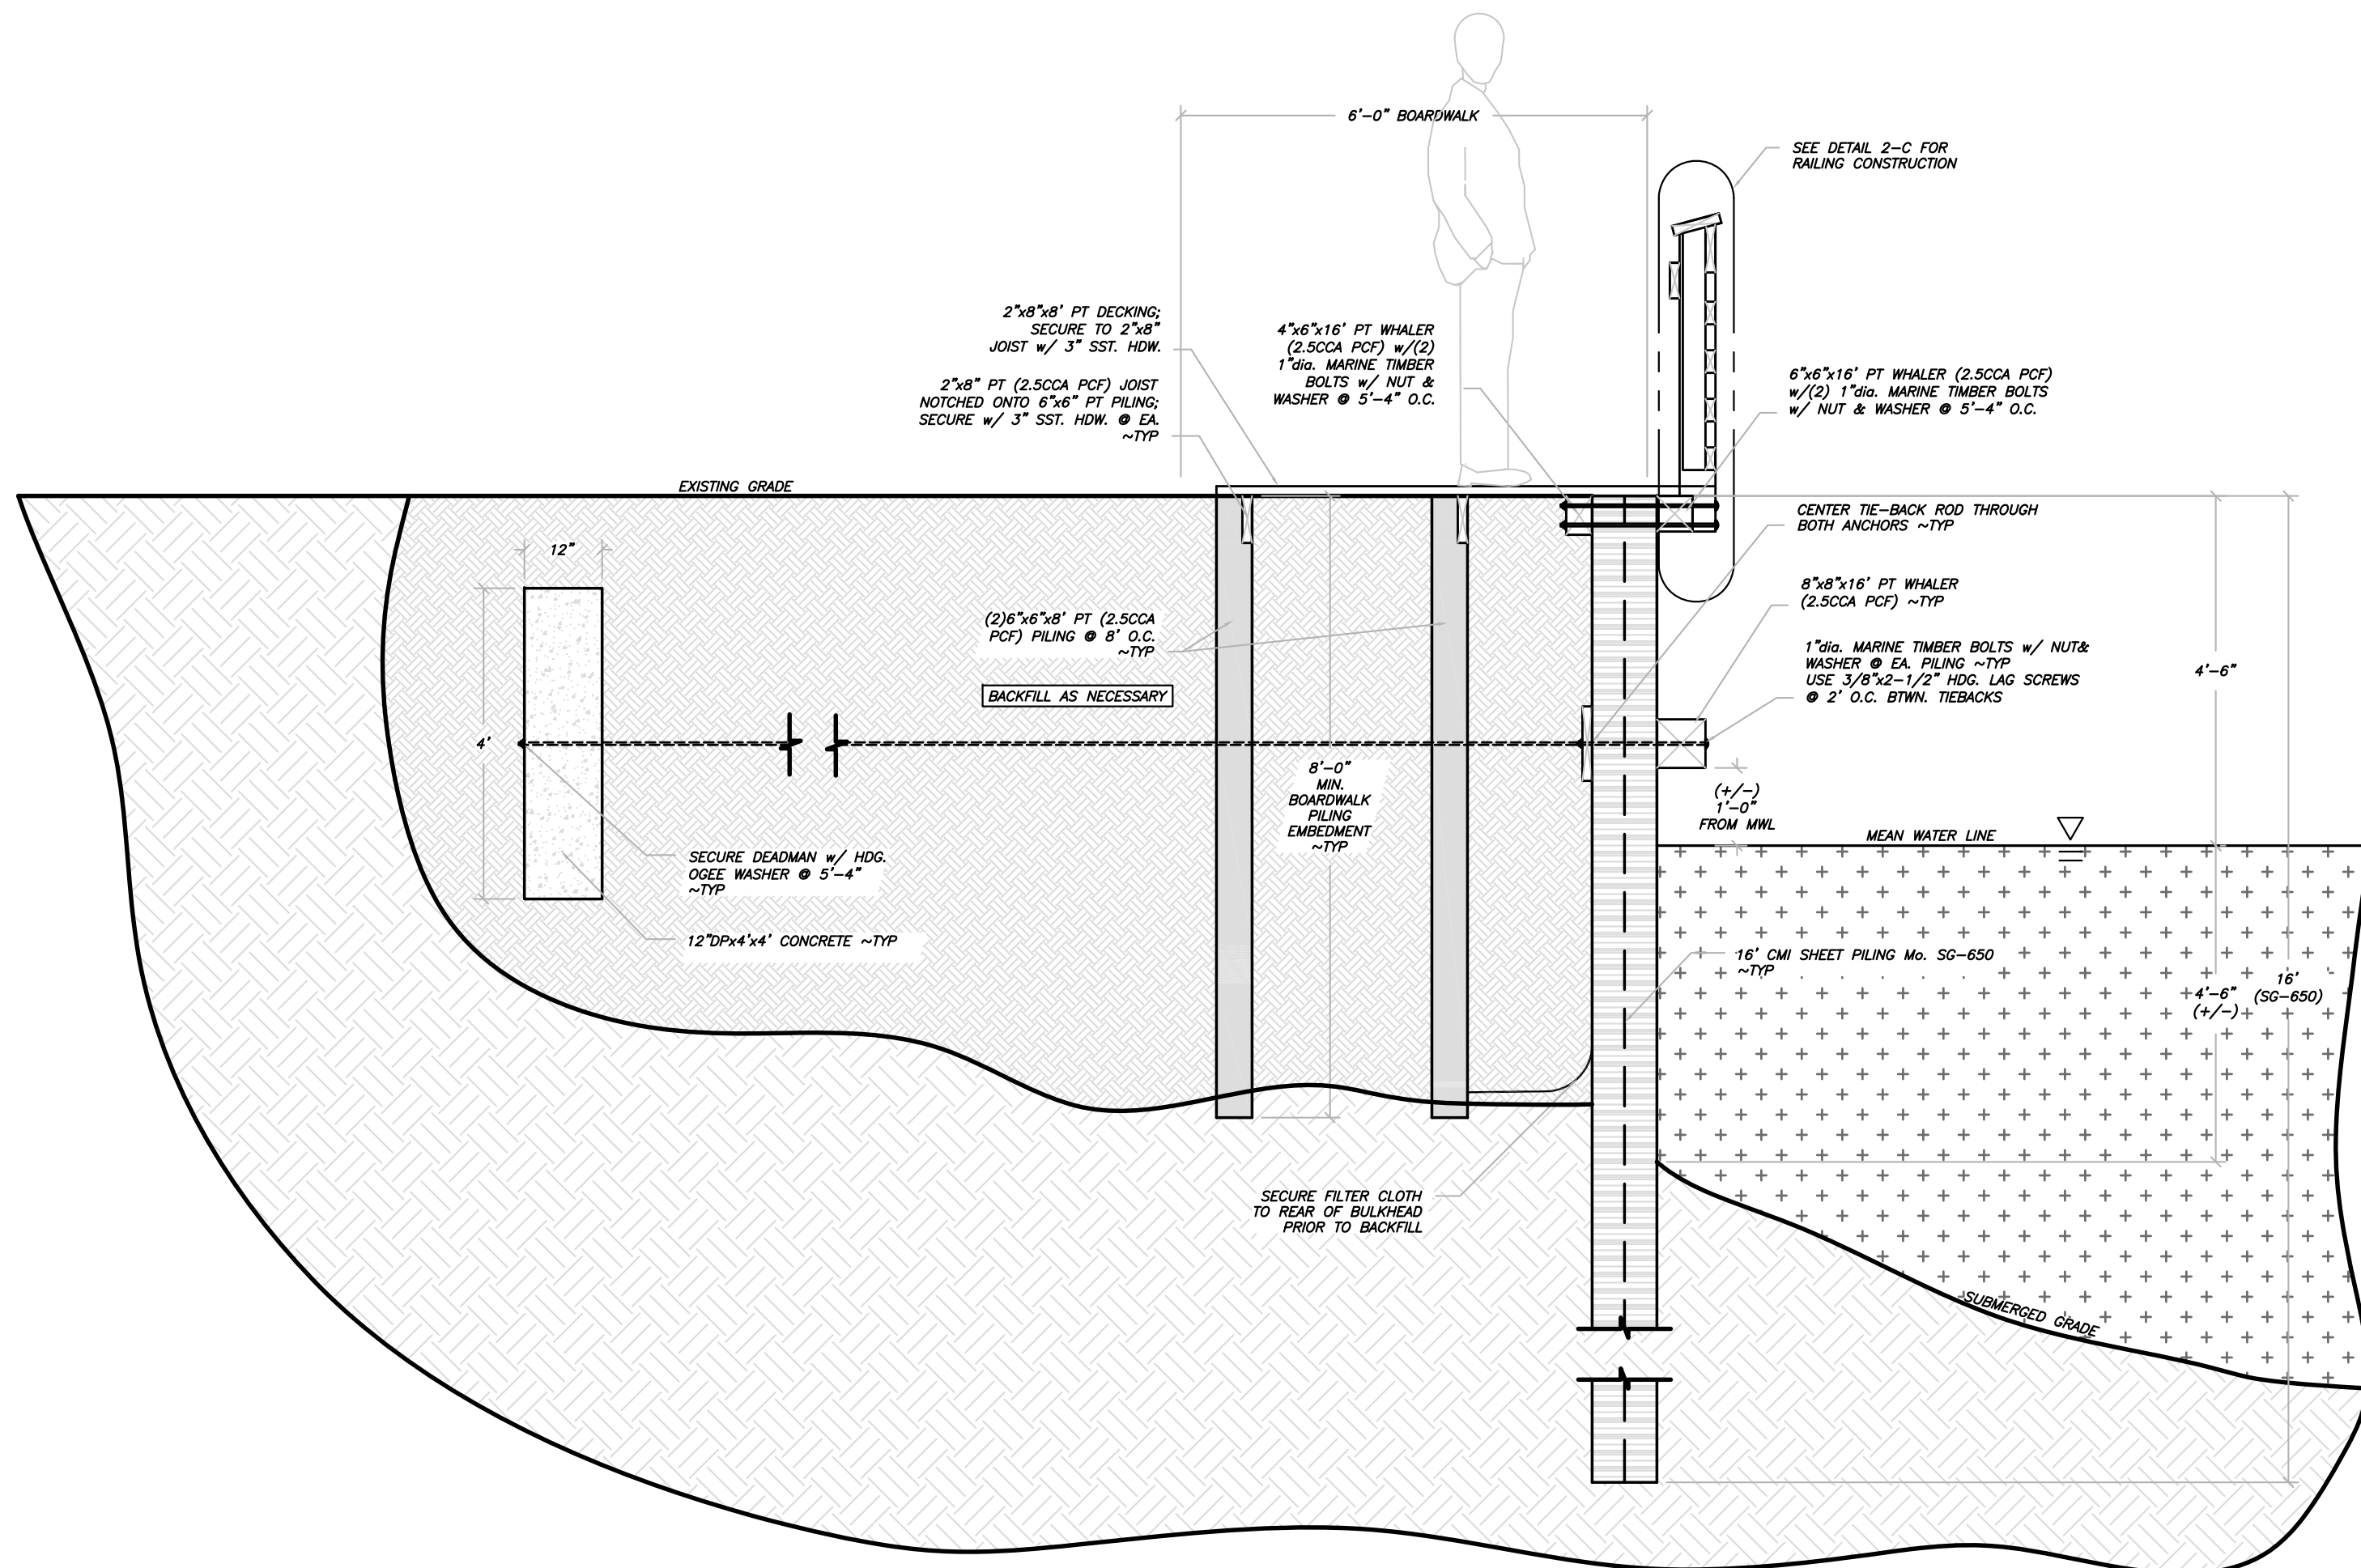 6'-0" BOARDWALK
SEE DETAIL 2-C FOR
RAILING CONSTRUCTION
2"x8"x8' PT DECKING;
SECURE TO 2"x8"
JOIST w/ 3" SST. HDW.
2"x8" PT (2.5CCA PCF) JOIST
NOTCHED ONTO 6"x6" PT PILING;
SECURE w/ 3" SST. HDW. @ EA.
~TYP
4"x6"x16' PT WHALER
(2.5CCA PCF) w/(2)
1"dia. MARINE TIMBER
BOLTS w/ NUT &
WASHER @ 5'-4" O.C.
6"x6"x16' PT WHALER (2.5CCA PCF)
w/(2) 1"dia. MARINE TIMBER BOLTS
w/ NUT & WASHER @ 5'-4" O.C.
EXISTING GRADE
CENTER TIE-BACK ROD THROUGH
BOTH ANCHORS ~TYP
12"
8"x8"x16' PT WHALER
(2.5CCA PCF) ~TYP
(2)6"x6"x8' PT (2.5CCA
PCF) PILING @ 8' O.C.
~TYP
1"dia. MARINE TIMBER BOLTS w/ NUT&
WASHER @ EA. PILING ~TYP
USE 3/8"x2-1/2" HDG. LAG SCREWS
@ 2' O.C. BTWN. TIEBACKS
4'-6"
BACKFILL AS NECESSARY
4'
8'-0"
MIN.
BOARDWALK
PILING
EMBEDMENT
~TYP
(+/-)
1'-0"
FROM MWL
MEAN WATER LINE
SECURE DEADMAN w/ HDG.
OGEE WASHER @ 5'-4"
~TYP
12"DPx4'x4' CONCRETE ~TYP
16' CMI SHEET PILING Mo. SG-650
~TYP
4'-6"
(+/-)
16'
(SG-650)
SECURE FILTER CLOTH
TO REAR OF BULKHEAD
PRIOR TO BACKFILL
SUBMERGED GRADE